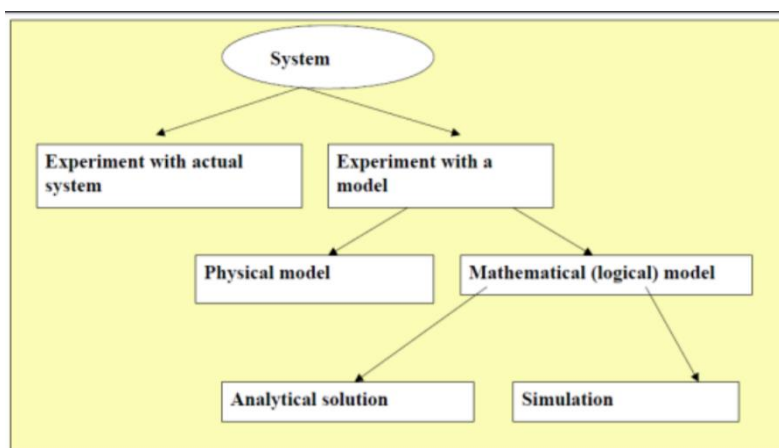 System
Experiment with actual
system
Experiment with a
model
Physical model
Mathematical (logical) model
Analytical solution
Simulation